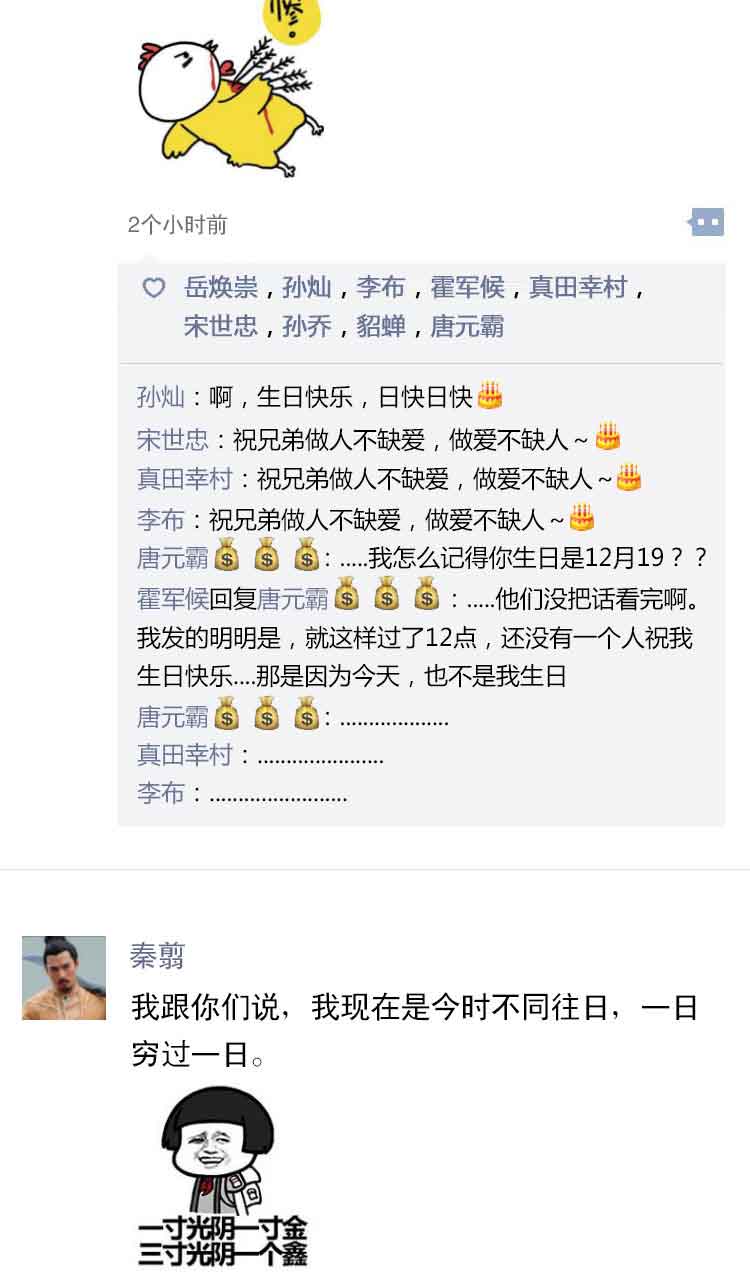 惨。
2个小时前
岳焕崇，孙灿，李布，霍军候，真田幸村，
宋世忠，孙乔，貂蝉，唐元霸
孙灿：啊，生日快乐，日快日快🎂
宋世忠：祝兄弟做人不缺爱，做爱不缺人～🎂
真田幸村：祝兄弟做人不缺爱，做爱不缺人～🎂
李布：祝兄弟做人不缺爱，做爱不缺人～🎂
唐元霸💰💰💰：.....我怎么记得你生日是12月19？？
霍军候回复唐元霸💰💰💰：.....他们没把话看完啊。
我发的明明是，就这样过了12点，还没有一个人祝我
生日快乐....那是因为今天，也不是我生日
唐元霸💰💰💰：...................
真田幸村：......................
李布：........................
秦翦
我跟你们说，我现在是今时不同往日，一日
穷过一日。
一寸光阴一寸金
三寸光阴一个鑫